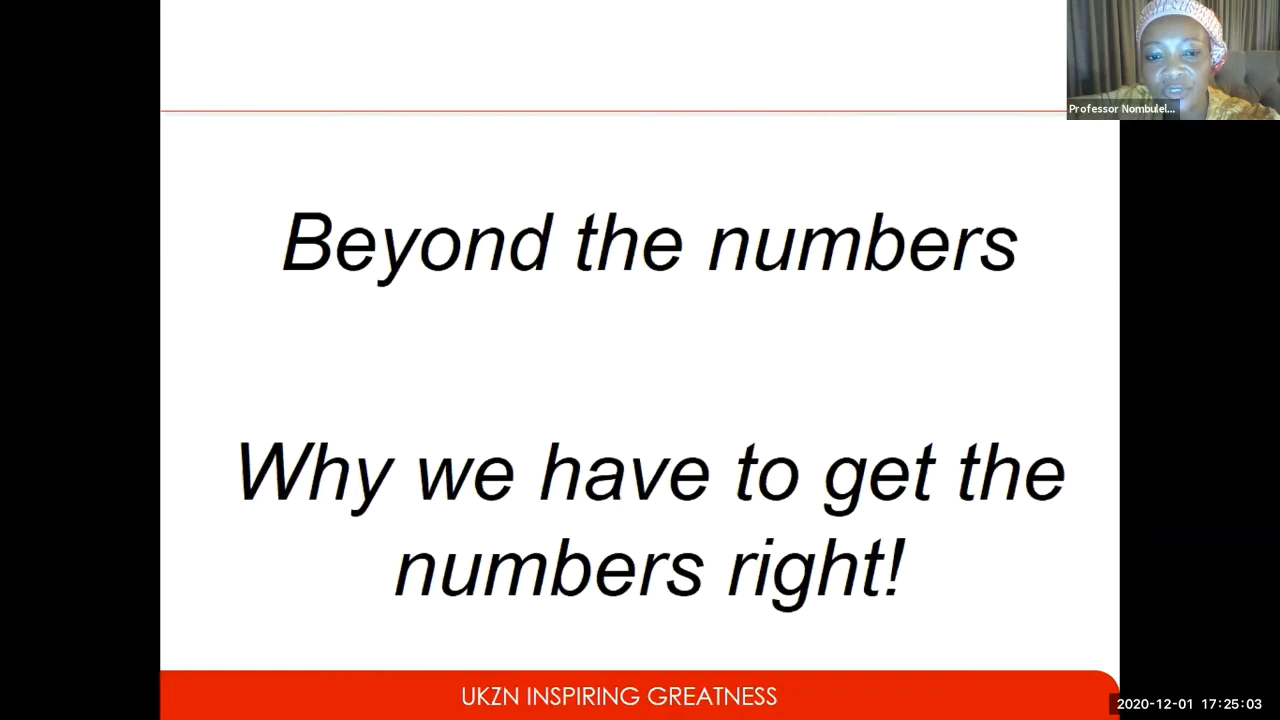 Professor Nombulel...
Beyond the numbers
Why we have to get the
numbers right!
UKZN INSPIRING GREATNESS
2020-12-01 17:25:03